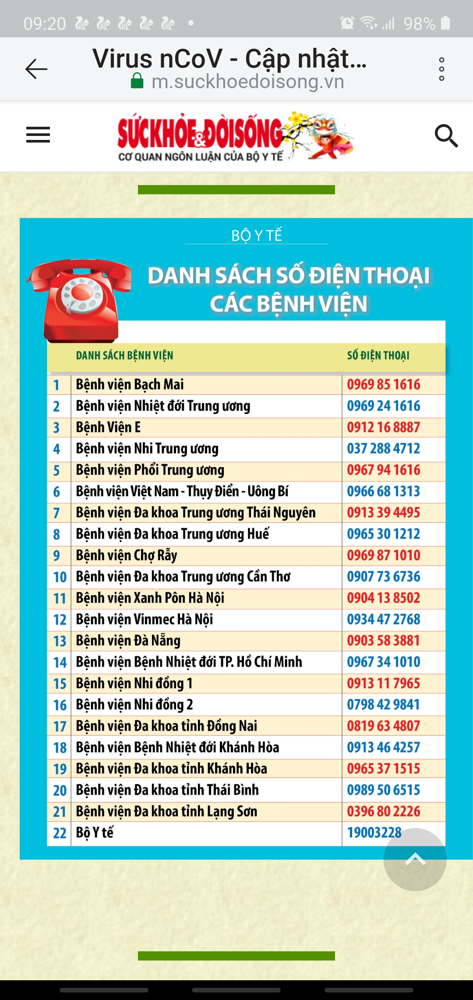 09:20
98%
Virus nCoV - Cập nhật...
m.suckhoedoisong.vn
SỨCKHỎE&ĐỜISỐNG
CƠ QUAN NGÔN LUẬN CỦA BỘ Y TẾ
BỘ Y TẾ
DANH SÁCH SỐ ĐIỆN THOẠI
CÁC BỆNH VIỆN
DANH SÁCH BỆNH VIỆN SỐ ĐIỆN THOẠI
1 Bệnh viện Bạch Mai 0969 85 1616
2 Bệnh viện Nhiệt đới Trung ương 0969 24 1616
3 Bệnh Viện E 0912 16 8887
4 Bệnh viện Nhi Trung ương 037 288 4712
5 Bệnh viện Phổi Trung ương 0967 94 1616
6 Bệnh viện Việt Nam - Thụy Điển - Uông Bí 0966 68 1313
7 Bệnh viện Đa khoa Trung ương Thái Nguyên 0913 39 4495
8 Bệnh viện Đa khoa Trung ương Huế 0965 30 1212
9 Bệnh viện Chợ Rẫy 0969 87 1010
10 Bệnh viện Đa khoa Trung ương Cần Thơ 0907 73 6736
11 Bệnh viện Xanh Pôn Hà Nội 0904 13 8502
12 Bệnh viện Vinmec Hà Nội 0934 47 2768
13 Bệnh viện Đà Nẵng 0903 58 3881
14 Bệnh viện Bệnh Nhiệt đới TP. Hồ Chí Minh 0967 34 1010
15 Bệnh viện Nhi đồng 1 0913 11 7965
16 Bệnh viện Nhi đồng 2 0798 42 9841
17 Bệnh viện Đa khoa tỉnh Đồng Nai 0819 63 4807
18 Bệnh viện Bệnh Nhiệt đới Khánh Hòa 0913 46 4257
19 Bệnh viện Đa khoa tỉnh Khánh Hòa 0965 37 1515
20 Bệnh viện Đa khoa tỉnh Thái Bình 0989 50 6515
21 Bệnh viện Đa khoa tỉnh Lạng Sơn 0396 80 2226
22 Bộ Y tế 19003228